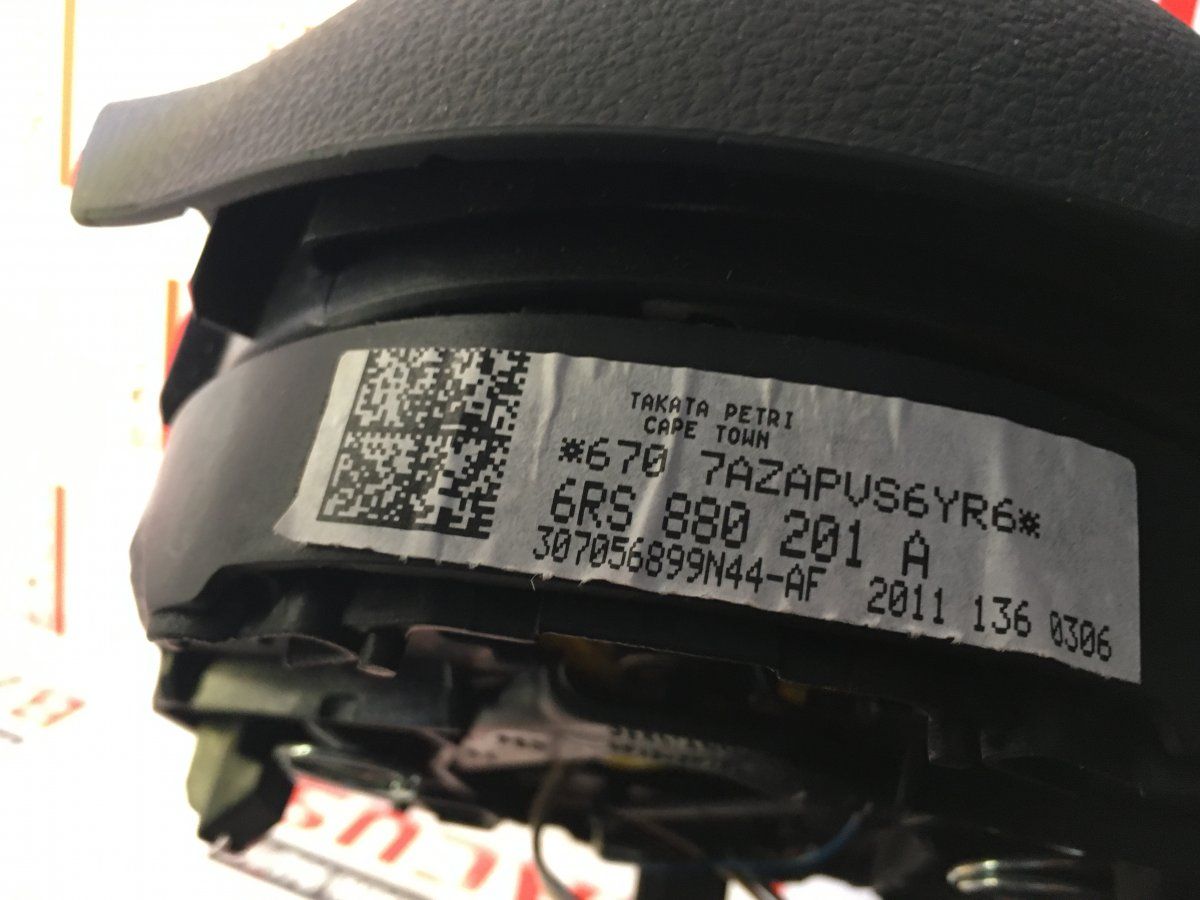 TAKATA PETRI
CAPE TOWN
*670 7AZAPVS6YR6*
6RS 880 201 A
307056899N44-AF 2011 136 0306